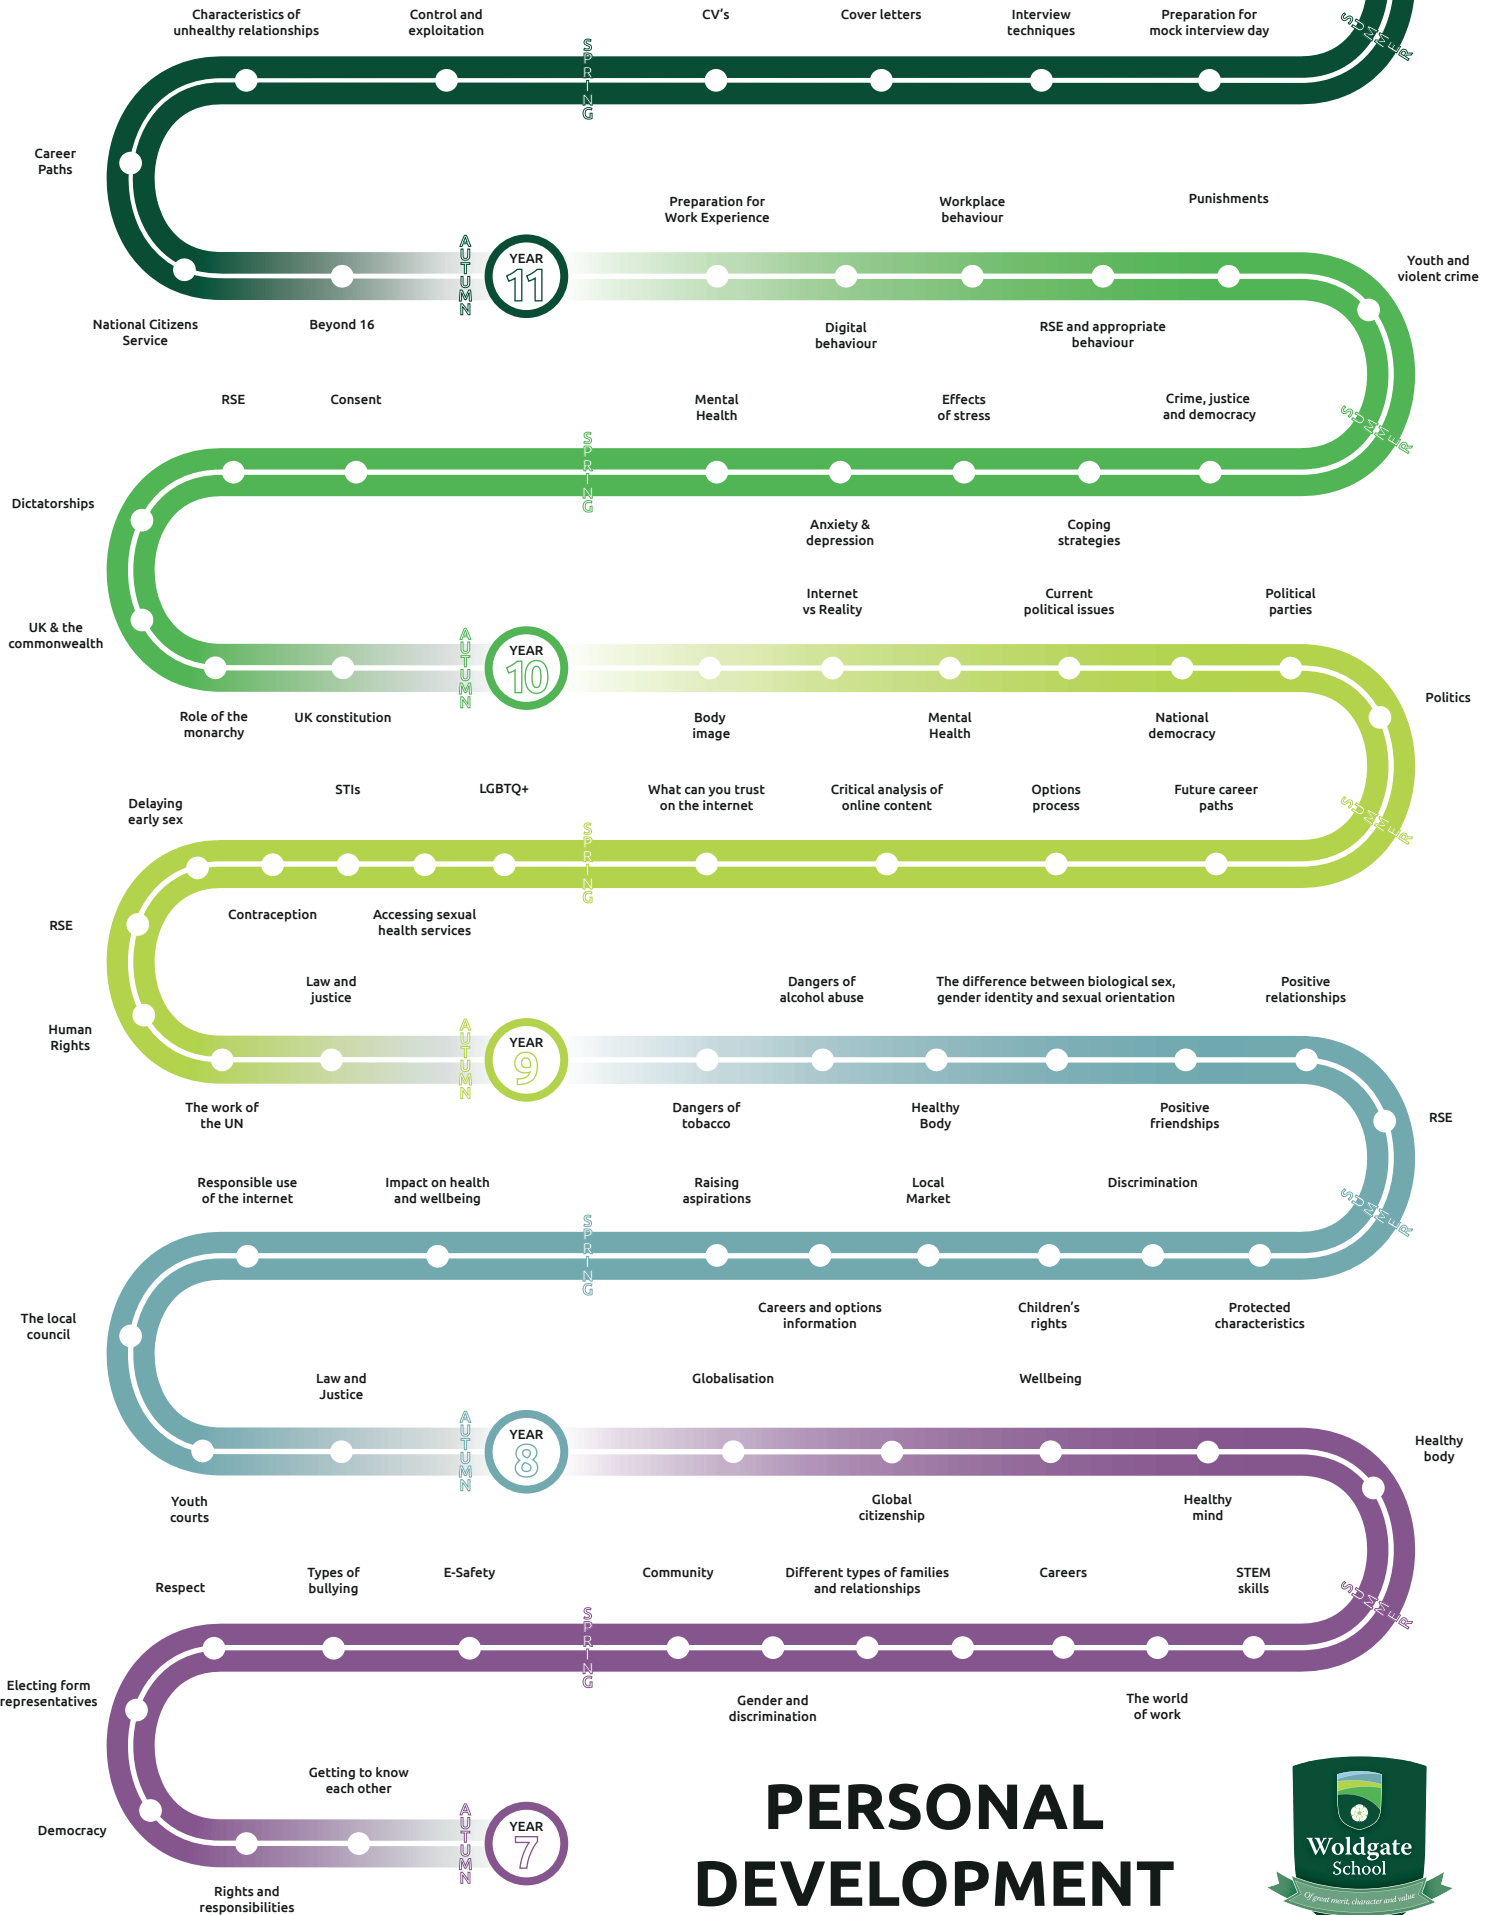 Characteristics of
unhealthy relationships
Control and
exploitation
CV's
Cover letters
Interview
techniques
Preparation for
mock interview day
SUMMER
SPRING
Career
Paths
Preparation for
Work Experience
Workplace
behaviour
Punishments
AUTUMN
YEAR
11
Youth and
violent crime
National Citizens
Service
Beyond 16
Digital
behaviour
RSE and appropriate
behaviour
RSE
Consent
Mental
Health
Effects
of stress
Crime, justice
and democracy
SUMMER
SPRING
Dictatorships
Anxiety &
depression
Coping
strategies
Internet
vs Reality
Current
political issues
Political
parties
UK & the
commonwealth
AUTUMN
YEAR
10
Politics
Role of the
monarchy
UK constitution
Body
image
Mental
Health
National
democracy
Delaying
early sex
STIs
LGBTQ+
What can you trust
on the internet
Critical analysis of
online content
Options
process
Future career
paths
SUMMER
SPRING
RSE
Contraception
Accessing sexual
health services
Law and
justice
Dangers of
alcohol abuse
The difference between biological sex,
gender identity and sexual orientation
Positive
relationships
Human
Rights
AUTUMN
YEAR
9
The work of
the UN
Dangers of
tobacco
Healthy
Body
Positive
friendships
RSE
Responsible use
of the internet
Impact on health
and wellbeing
Raising
aspirations
Local
Market
Discrimination
SUMMER
SPRING
The local
council
Careers and options
information
Children's
rights
Protected
characteristics
Law and
Justice
Globalisation
Wellbeing
AUTUMN
YEAR
8
Healthy
body
Youth
courts
Global
citizenship
Healthy
mind
Respect
Types of
bullying
E-Safety
Community
Different types of families
and relationships
Careers
STEM
skills
SUMMER
SPRING
Electing form
representatives
Gender and
discrimination
The world
of work
Getting to know
each other
Democracy
AUTUMN
YEAR
7
Rights and
responsibilities
PERSONAL
DEVELOPMENT
Woldgate
School
Of great merit, character and value